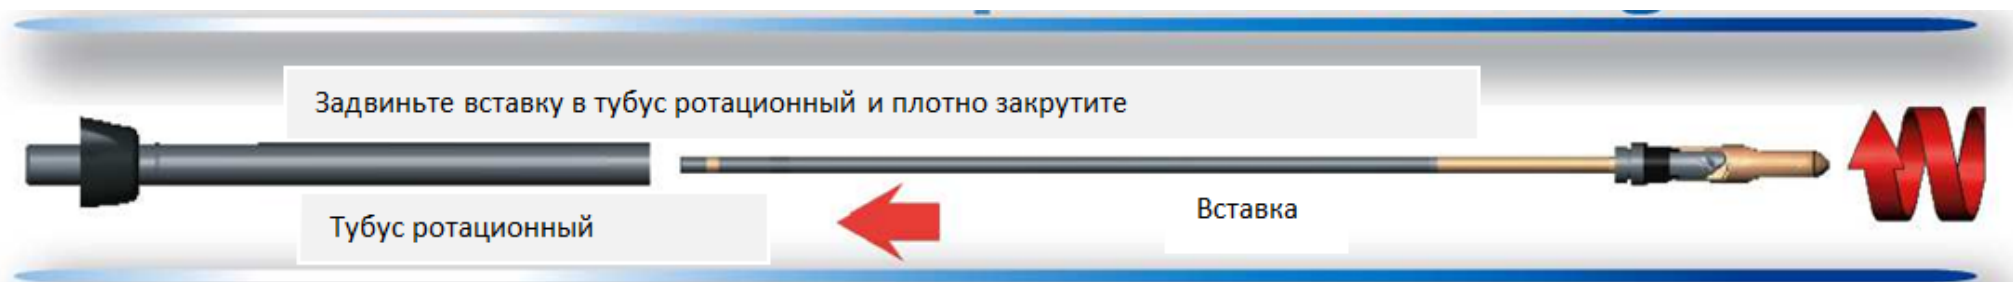 Задвиньте вставку в тубус ротационный и плотно закрутите
Тубус ротационный
Вставка